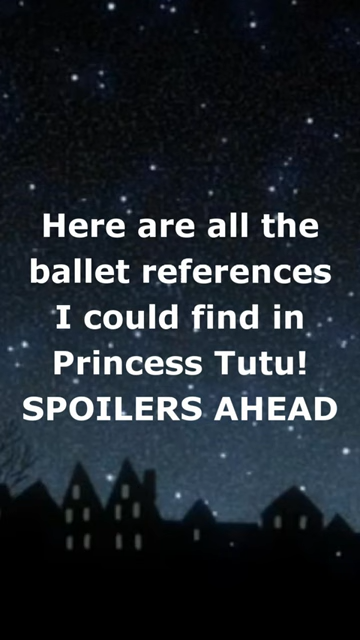 Here are all the
ballet references
I could find in
Princess Tutu!
SPOILERS AHEAD